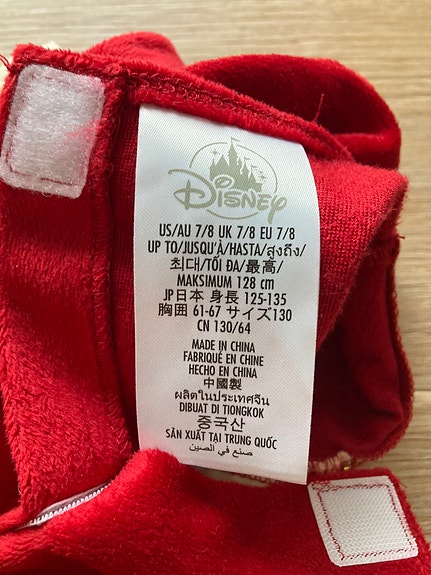 Disney
US/AU 7/8 UK 7/8 EU 7/8
UP TO/JUSQU'À/HASTA/สูงถึง/
최대/TỐI ĐA/最高/
MAKSIMUM 128 cm
JP日本 身長 125-135
胸囲 61-67 サイズ130
CN 130/64
MADE IN CHINA
FABRIQUÉ EN CHINE
HECHO EN CHINA
中國製
ผลิตในประเทศจีน
DIBUAT DI TIONGKOK
중국산
SẢN XUẤT TẠI TRUNG QUỐC
صنع في الصين